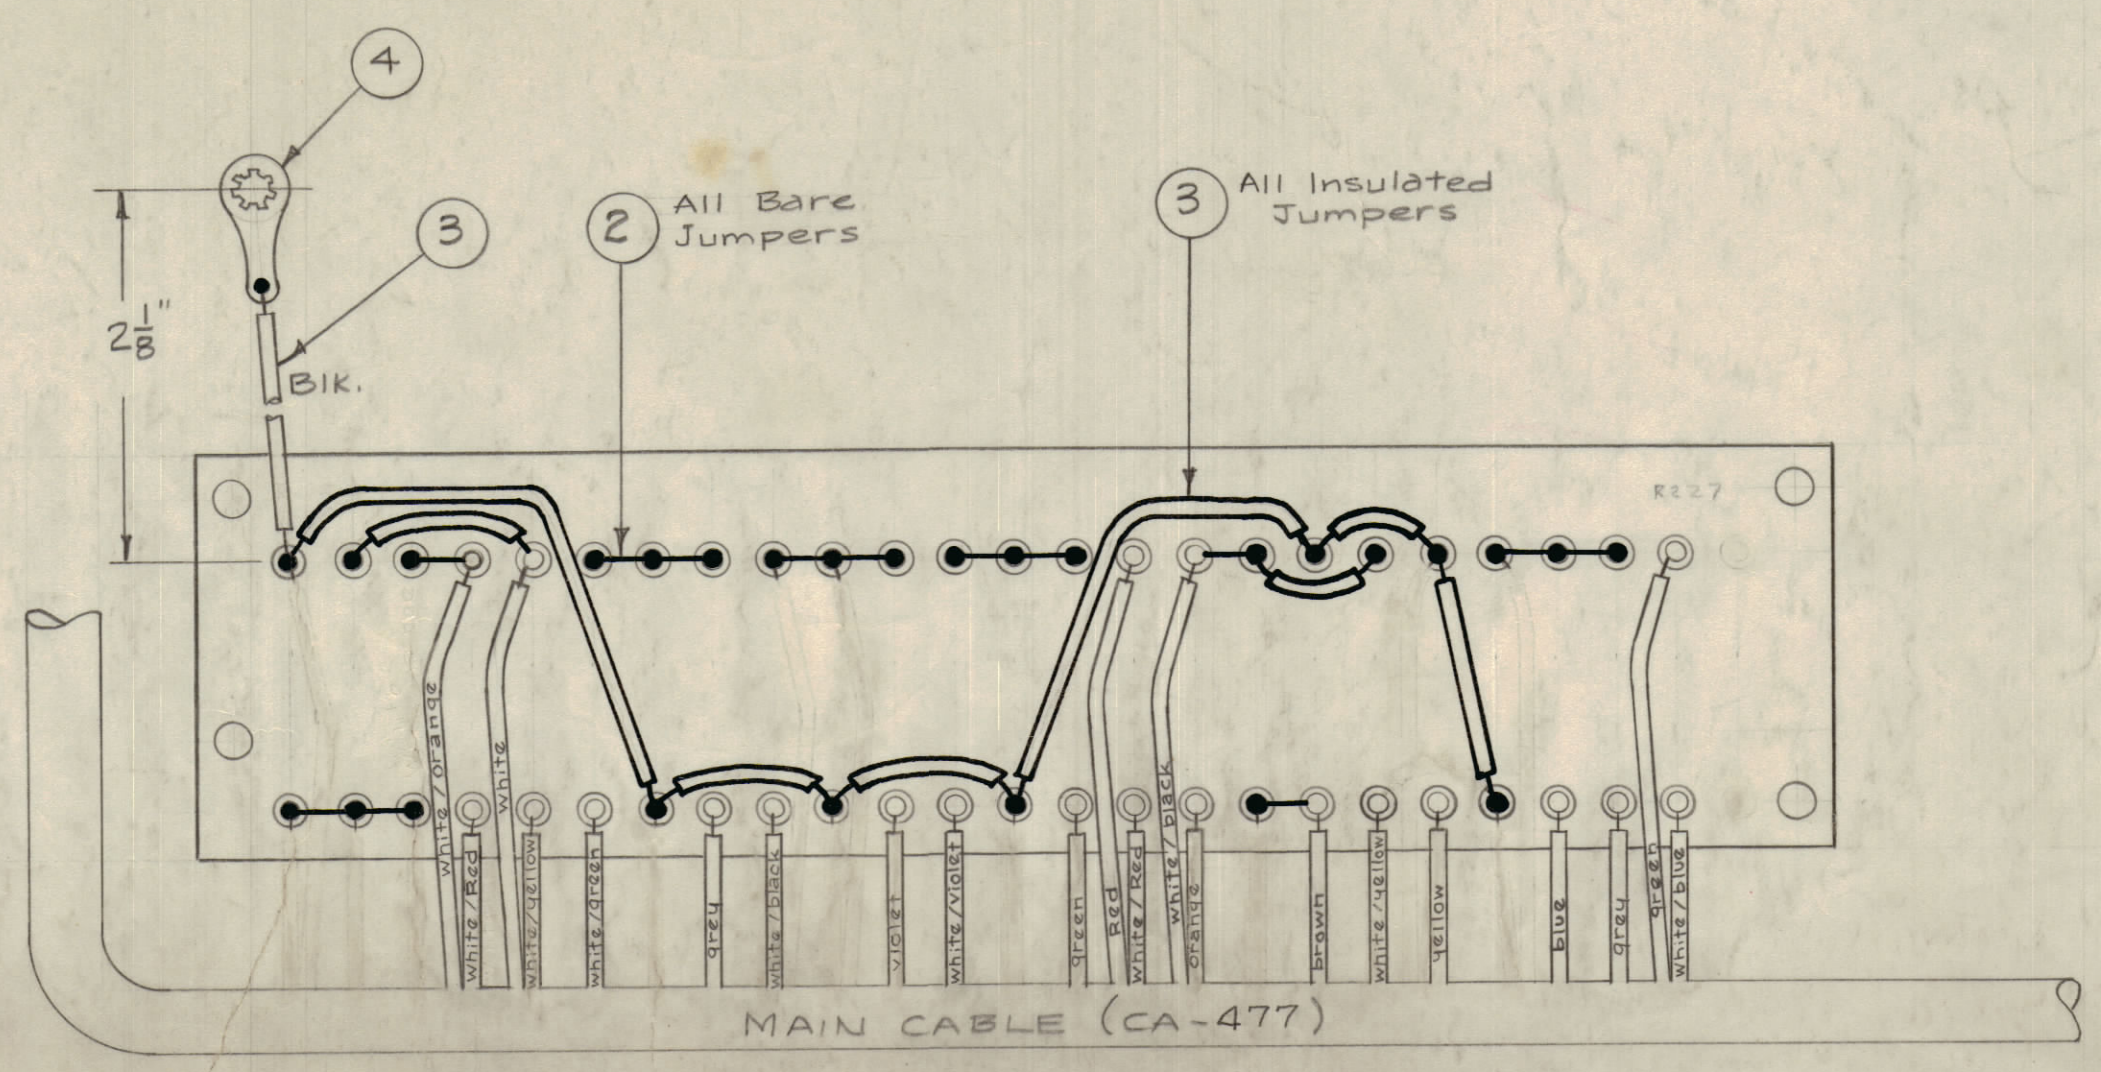 4
3
2
All Bare
Jumpers
3
All Insulated
Jumpers
2 1/8"
Blk.
R227
white/orange
white/Red
white
white/yellow
white/green
grey
white/black
violet
white/violet
green
Red
white/Red
white/black
orange
brown
white/yellow
yellow
blue
grey
green
white/blue
MAIN CABLE (CA-477)